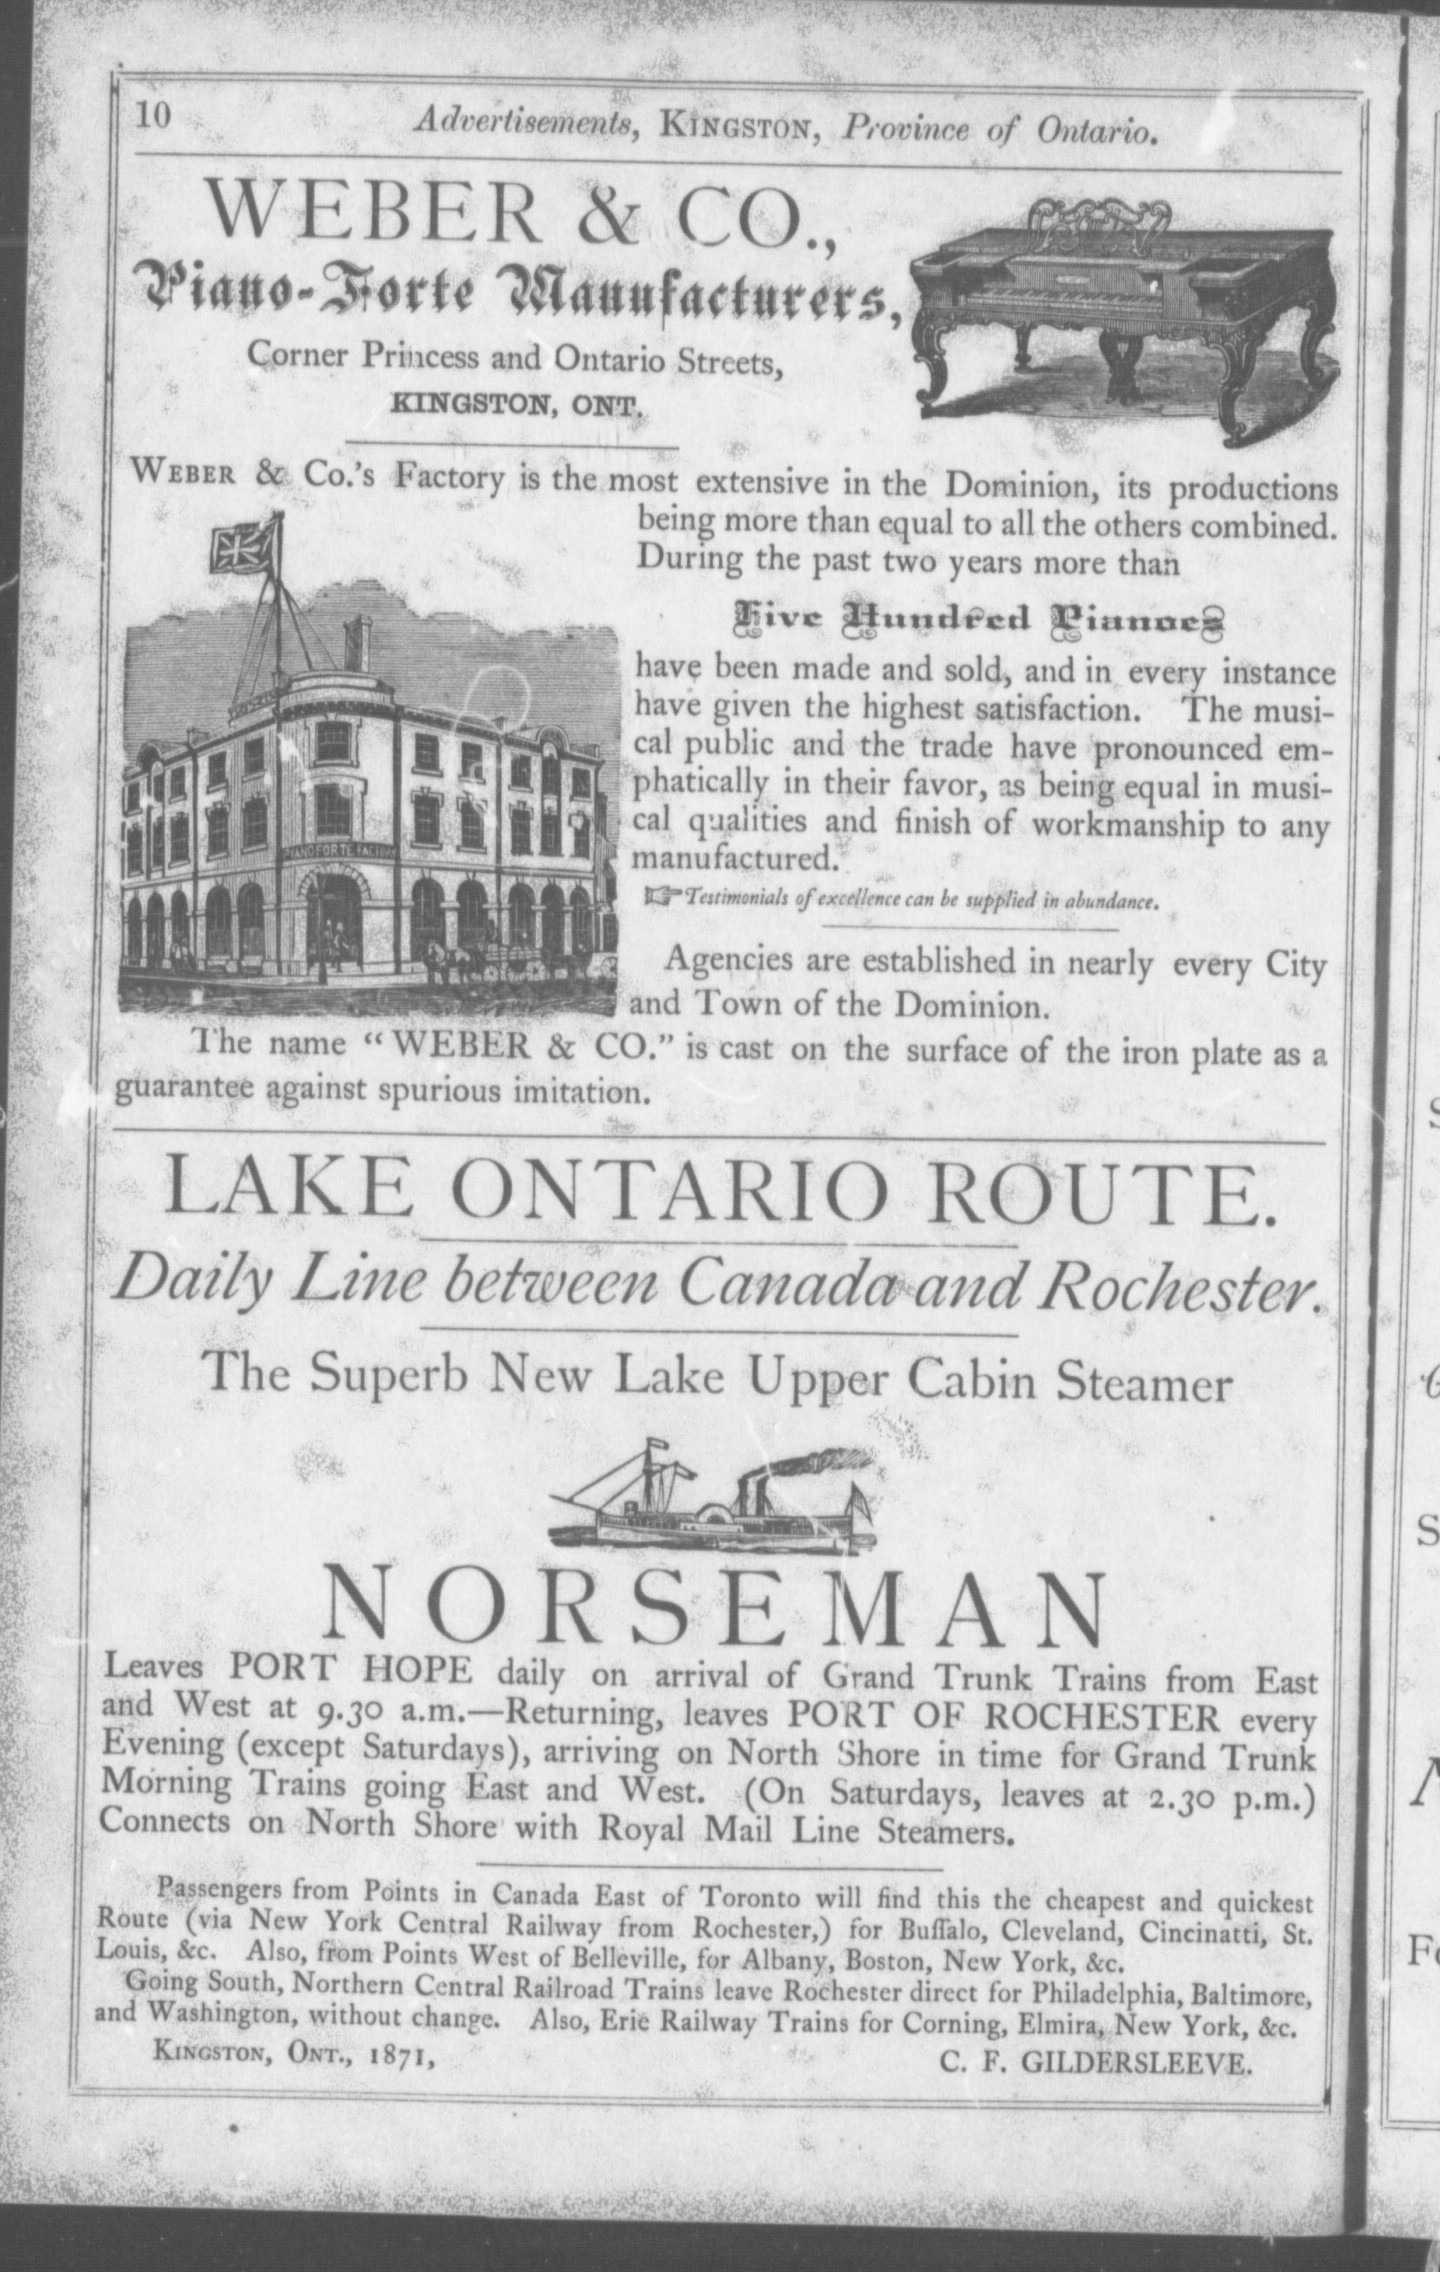 10
Advertisements, KINGSTON, Province of Ontario.
WEBER & CO.,
Piano-Forte Manufacturers,
Corner Princess and Ontario Streets,
KINGSTON, ONT.
WEBER & Co.'s Factory is the most extensive in the Dominion, its productions
being more than equal to all the others combined.
During the past two years more than
Five Hundred Pianoes
have been made and sold, and in every instance
have given the highest satisfaction. The musi-
cal public and the trade have pronounced em-
phatically in their favor, as being equal in musi-
cal qualities and finish of workmanship to any
manufactured.
☞ Testimonials of excellence can be supplied in abundance.
PIANOFORTE FACTORY
Agencies are established in nearly every City
and Town of the Dominion.
The name "WEBER & CO." is cast on the surface of the iron plate as a
guarantee against spurious imitation.
LAKE ONTARIO ROUTE.
Daily Line between Canada and Rochester.
The Superb New Lake Upper Cabin Steamer
NORSEMAN
Leaves PORT HOPE daily on arrival of Grand Trunk Trains from East
and West at 9.30 a.m.—Returning, leaves PORT OF ROCHESTER every
Evening (except Saturdays), arriving on North Shore in time for Grand Trunk
Morning Trains going East and West. (On Saturdays, leaves at 2.30 p.m.)
Connects on North Shore with Royal Mail Line Steamers.
Passengers from Points in Canada East of Toronto will find this the cheapest and quickest
Route (via New York Central Railway from Rochester,) for Buffalo, Cleveland, Cincinatti, St.
Louis, &c. Also, from Points West of Belleville, for Albany, Boston, New York, &c.
Going South, Northern Central Railroad Trains leave Rochester direct for Philadelphia, Baltimore,
and Washington, without change. Also, Erie Railway Trains for Corning, Elmira, New York, &c.
KINGSTON, ONT., 1871,
C. F. GILDERSLEEVE.